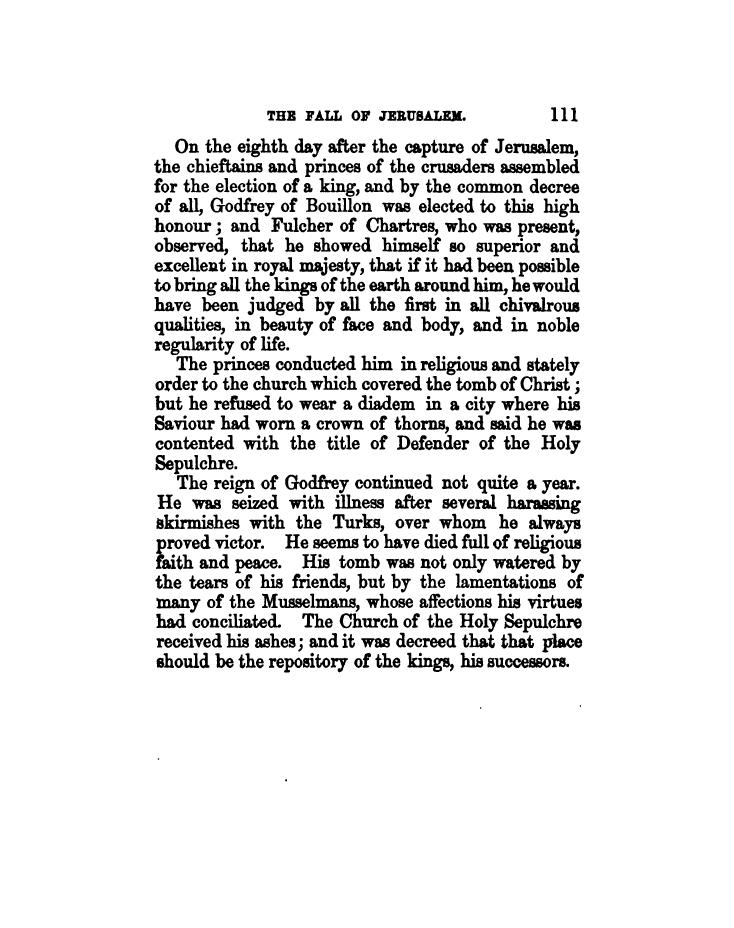 THE FALL OF JERUSALEM. 111
On the eighth day after the capture of Jerusalem,
the chieftains and princes of the crusaders assembled
for the election of a king, and by the common decree
of all, Godfrey of Bouillon was elected to this high
honour ; and Fulcher of Chartres, who was present,
observed, that he showed himself so superior and
excellent in royal majesty, that if it had been possible
to bring all the kings of the earth around him, he would
have been judged by all the first in all chivalrous
qualities, in beauty of face and body, and in noble
regularity of life.
The princes conducted him in religious and stately
order to the church which covered the tomb of Christ ;
but he refused to wear a diadem in a city where his
Saviour had worn a crown of thorns, and said he was
contented with the title of Defender of the Holy
Sepulchre.
The reign of Godfrey continued not quite a year.
He was seized with illness after several harassing
skirmishes with the Turks, over whom he always
proved victor. He seems to have died full of religious
faith and peace. His tomb was not only watered by
the tears of his friends, but by the lamentations of
many of the Musselmans, whose affections his virtues
had conciliated. The Church of the Holy Sepulchre
received his ashes ; and it was decreed that that place
should be the repository of the kings, his successors.